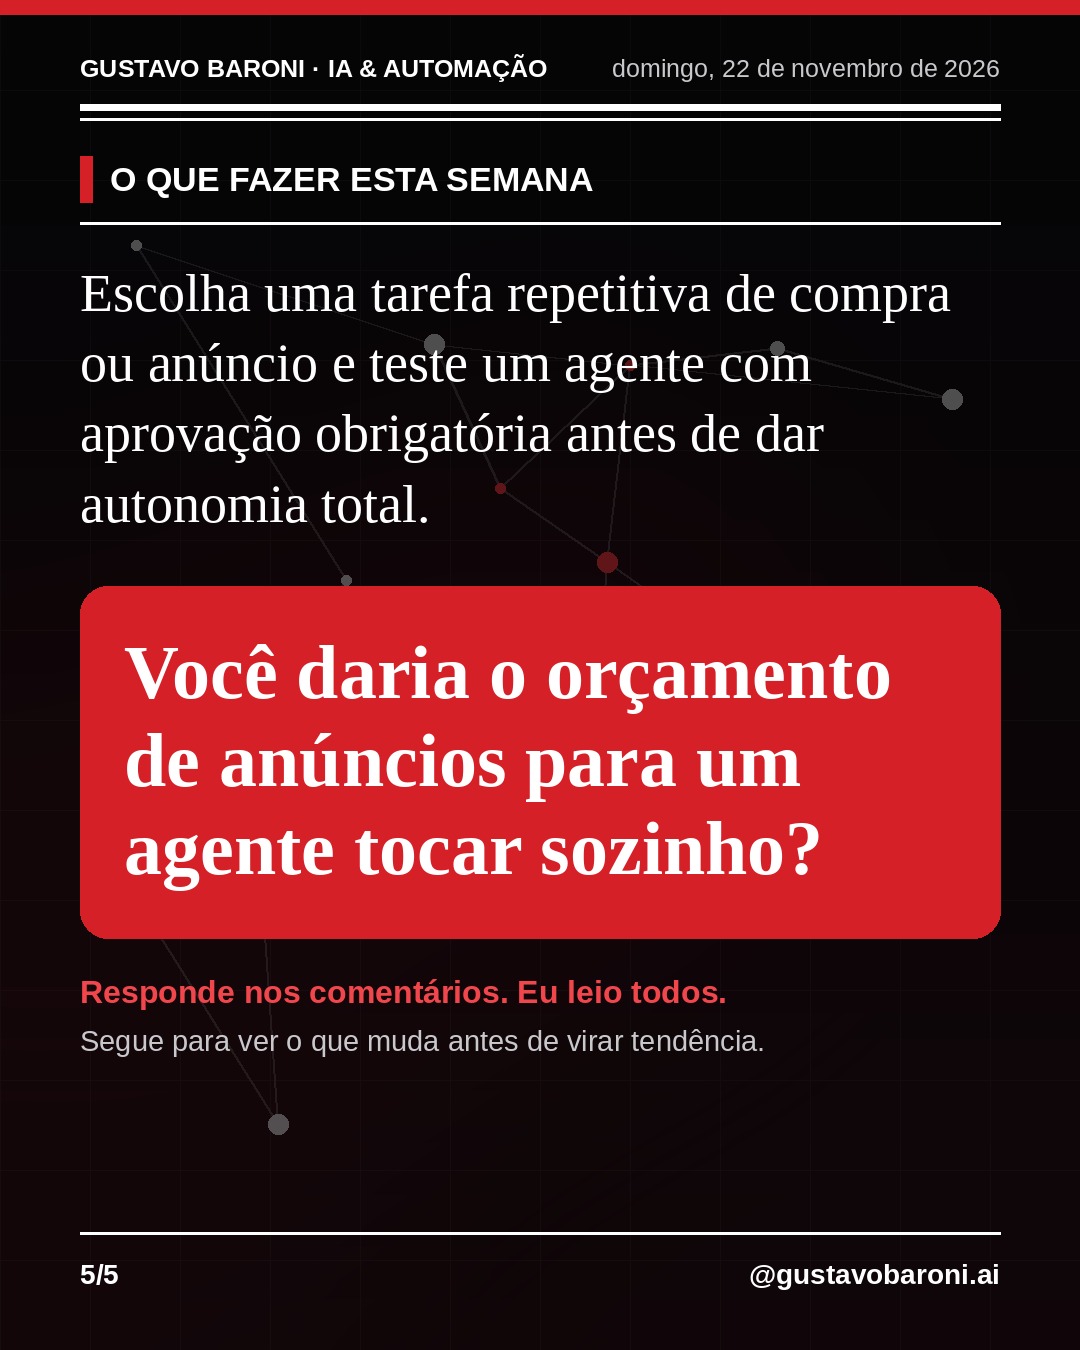 GUSTAVO BARONI · IA & AUTOMAÇÃO
domingo, 22 de novembro de 2026
O QUE FAZER ESTA SEMANA
Escolha uma tarefa repetitiva de compra
ou anúncio e teste um agente com
aprovação obrigatória antes de dar
autonomia total.
Você daria o orçamento
de anúncios para um
agente tocar sozinho?
Responde nos comentários. Eu leio todos.
Segue para ver o que muda antes de virar tendência.
5/5
@gustavobaroni.ai